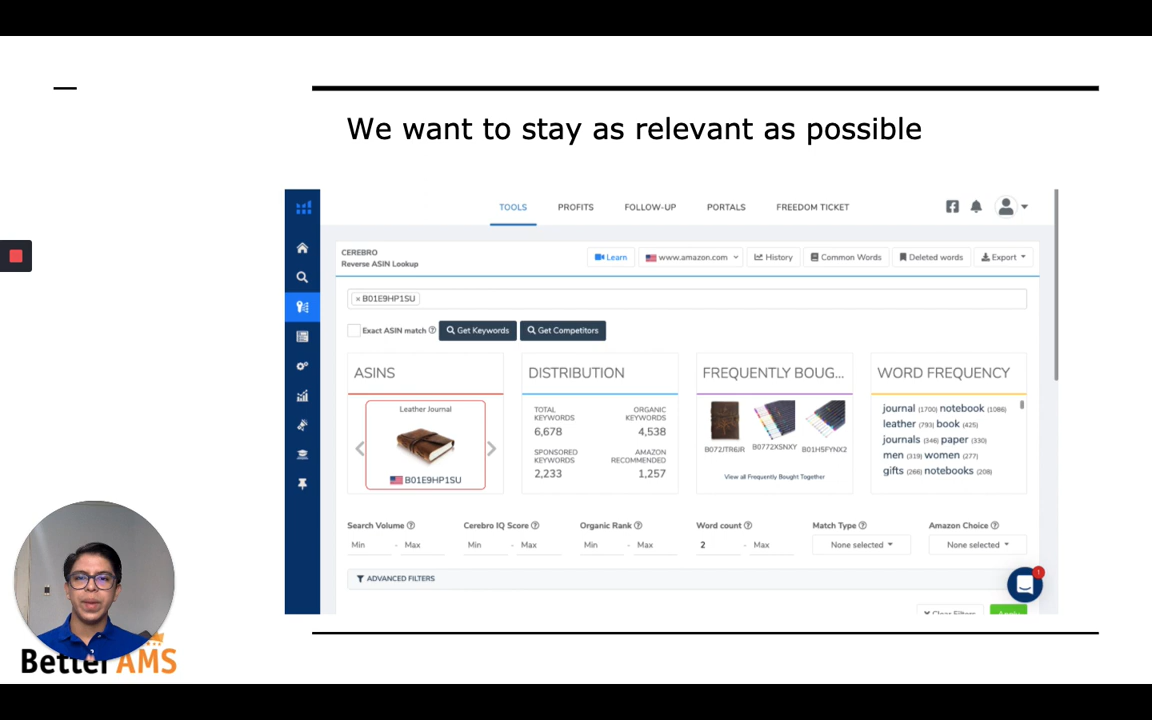 We want to stay as relevant as possible
TOOLS PROFITS FOLLOW-UP PORTALS FREEDOM TICKET
CEREBRO
Reverse ASIN Lookup
Learn www.amazon.com History Common Words Deleted words Export
× B01E9HP1SU
Exact ASIN match Get Keywords Get Competitors
ASINS
Leather Journal
B01E9HP1SU
DISTRIBUTION
TOTAL KEYWORDS
6,678
ORGANIC KEYWORDS
4,538
SPONSORED KEYWORDS
2,233
AMAZON RECOMMENDED
1,257
FREQUENTLY BOUG...
B072JTR6JR B0772XSNXY B01H5FYNX2
View all Frequently Bought Together
WORD FREQUENCY
journal (1700) notebook (1086)
leather (793) book (425)
journals (346) paper (330)
men (319) women (277)
gifts (266) notebooks (208)
Search Volume Cerebro IQ Score Organic Rank Word count Match Type Amazon Choice
Min - Max Min - Max Min - Max 2 - Max None selected None selected
ADVANCED FILTERS
1
Clear Filters Apply
BetterAMS